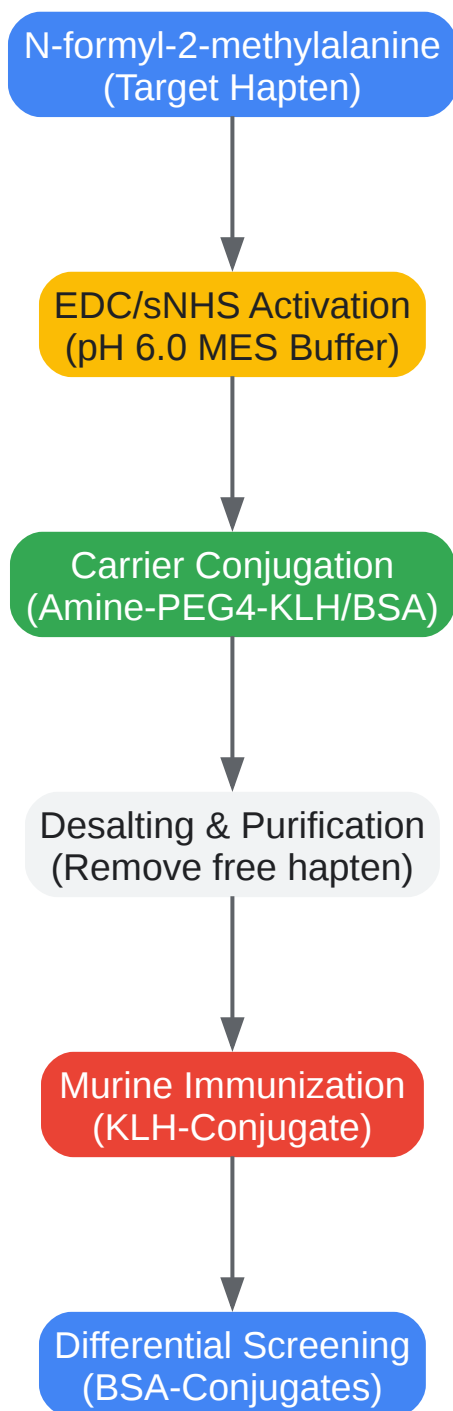 N-formyl-2-methylalanine
(Target Hapten)
EDC/sNHS Activation
(pH 6.0 MES Buffer)
Carrier Conjugation
(Amine-PEG4-KLH/BSA)
Desalting & Purification
(Remove free hapten)
Murine Immunization
(KLH-Conjugate)
Differential Screening
(BSA-Conjugates)